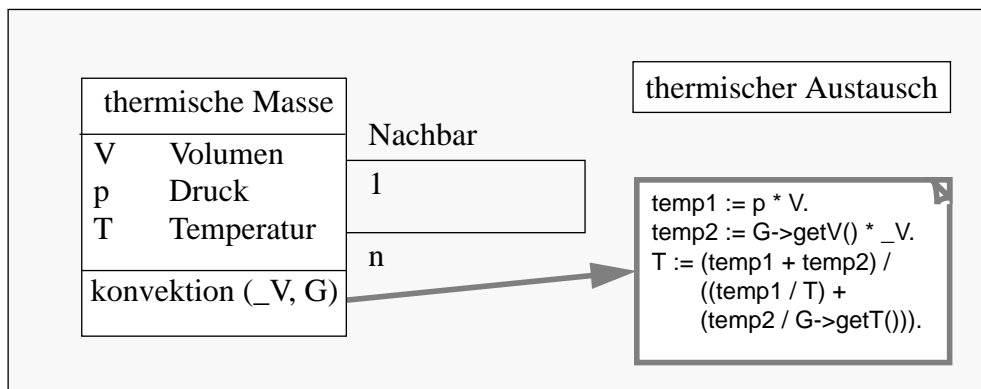 thermische Masse
V Volumen
p Druck
T Temperatur
konvektion (_V, G)
Nachbar
1
n
thermischer Austausch
temp1 := p * V.
temp2 := G->getV() * _V.
T := (temp1 + temp2) /
((temp1 / T) +
(temp2 / G->getT())).